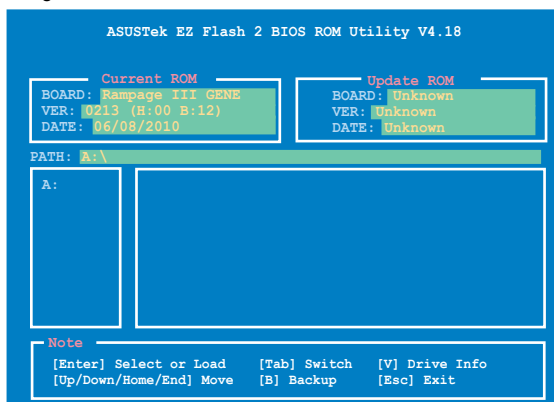 ASUSTek EZ Flash 2 BIOS ROM Utility V4.18
Current ROM
BOARD: Rampage III GENE
VER: 0213 (H:00 B:12)
DATE: 06/08/2010
Update ROM
BOARD: Unknown
VER: Unknown
DATE: Unknown
PATH: A:\
A:
Note
[Enter] Select or Load [Tab] Switch [V] Drive Info
[Up/Down/Home/End] Move [B] Backup [Esc] Exit